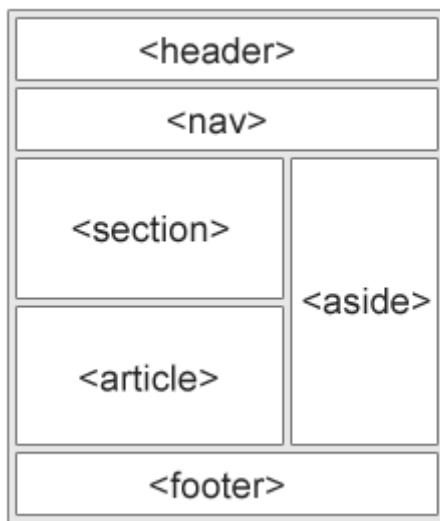 <header>
<nav>
<section>
<aside>
<article>
<footer>